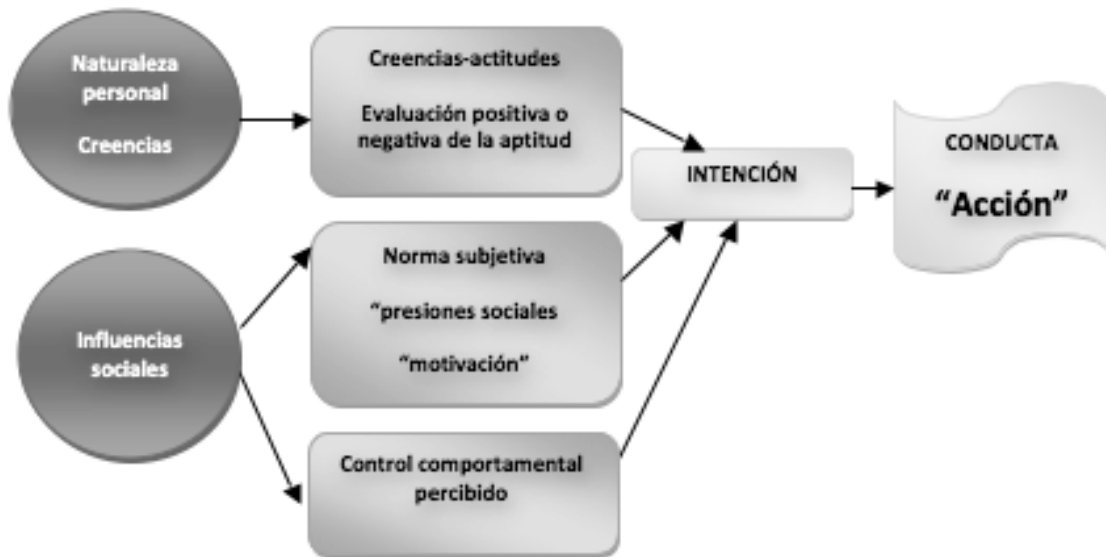 Naturaleza
personal
Creencias
Creencias-actitudes
Evaluación positiva o
negativa de la aptitud
INTENCIÓN
CONDUCTA
“Acción”
Influencias
sociales
Norma subjetiva
“presiones sociales
“motivación”
Control comportamental
percibido